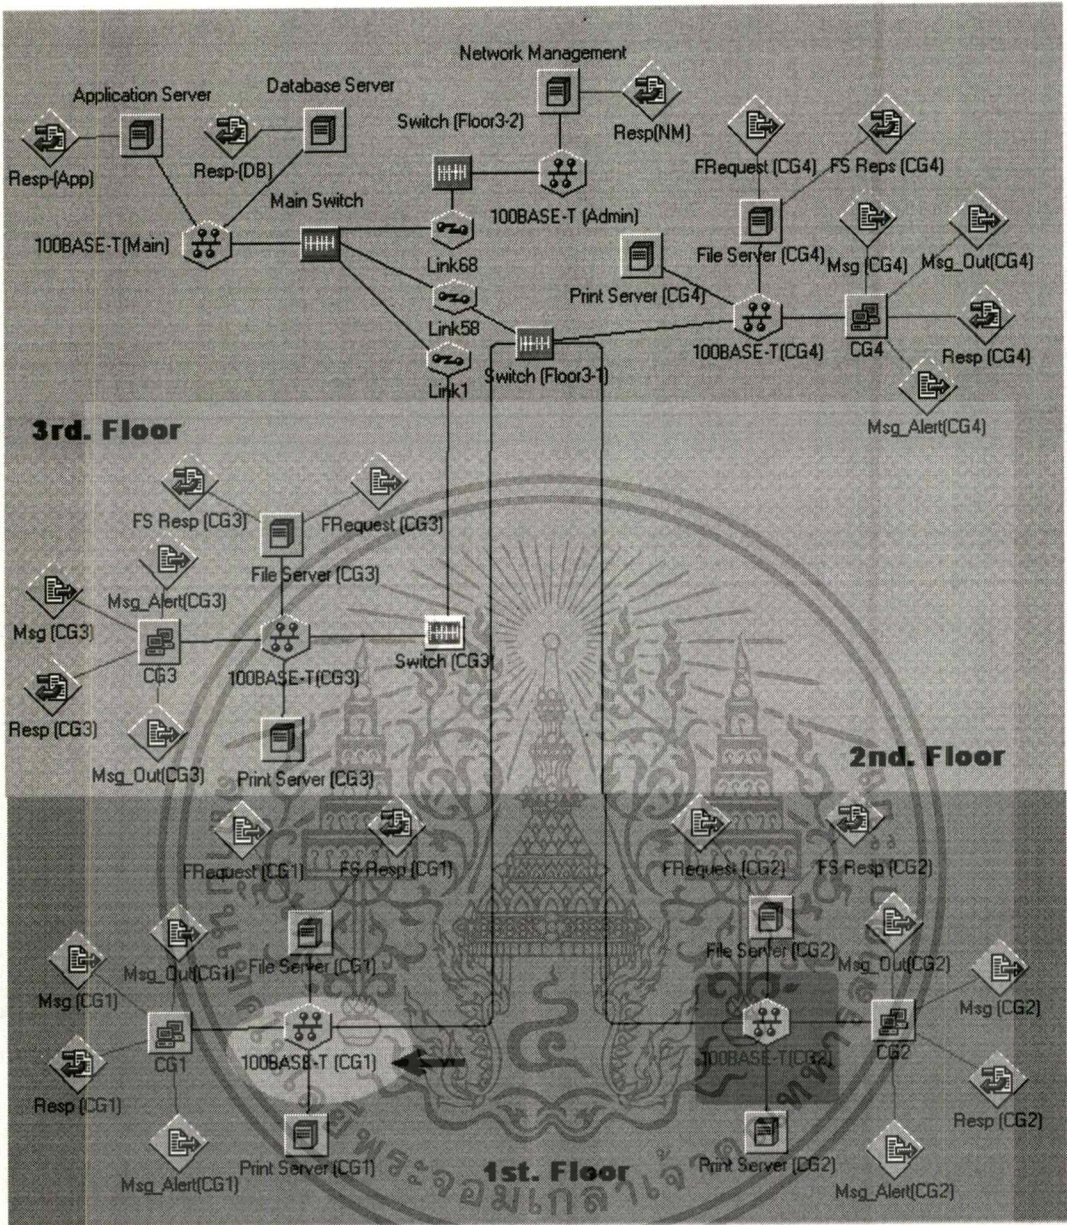 Network Management
Application Server
Database Server
Switch (Floor3-2)
Resp(NM)
Resp-(App)
Resp-(DB)
FRequest (CG4)
FS Reps (CG4)
Main Switch
100BASE-T (Admin)
100BASE-T(Main)
Link68
File Server (CG4)
Msg (CG4)
Msg_Out(CG4)
Print Server (CG4)
Link58
100BASE-T(CG4)
CG4
Resp (CG4)
Link1
Switch (Floor3-1)
Msg_Alert(CG4)
3rd. Floor
FS Resp (CG3)
FRequest (CG3)
File Server (CG3)
Msg_Alert(CG3)
Msg (CG3)
CG3
100BASE-T(CG3)
Switch (CG3)
Resp (CG3)
Msg_Out(CG3)
Print Server (CG3)
2nd. Floor
FRequest (CG1)
FS Resp (CG1)
FRequest (CG2)
FS Resp (CG2)
Msg_Out(CG1)
File Server (CG1)
File Server (CG2)
Msg_Out(CG2)
Msg (CG1)
Msg (CG2)
CG1
100BASE-T (CG1)
100BASE-T(CG2)
CG2
Resp (CG1)
Resp (CG2)
Print Server (CG1)
Print Server (CG2)
Msg_Alert(CG1)
1st. Floor
Msg_Alert(CG2)